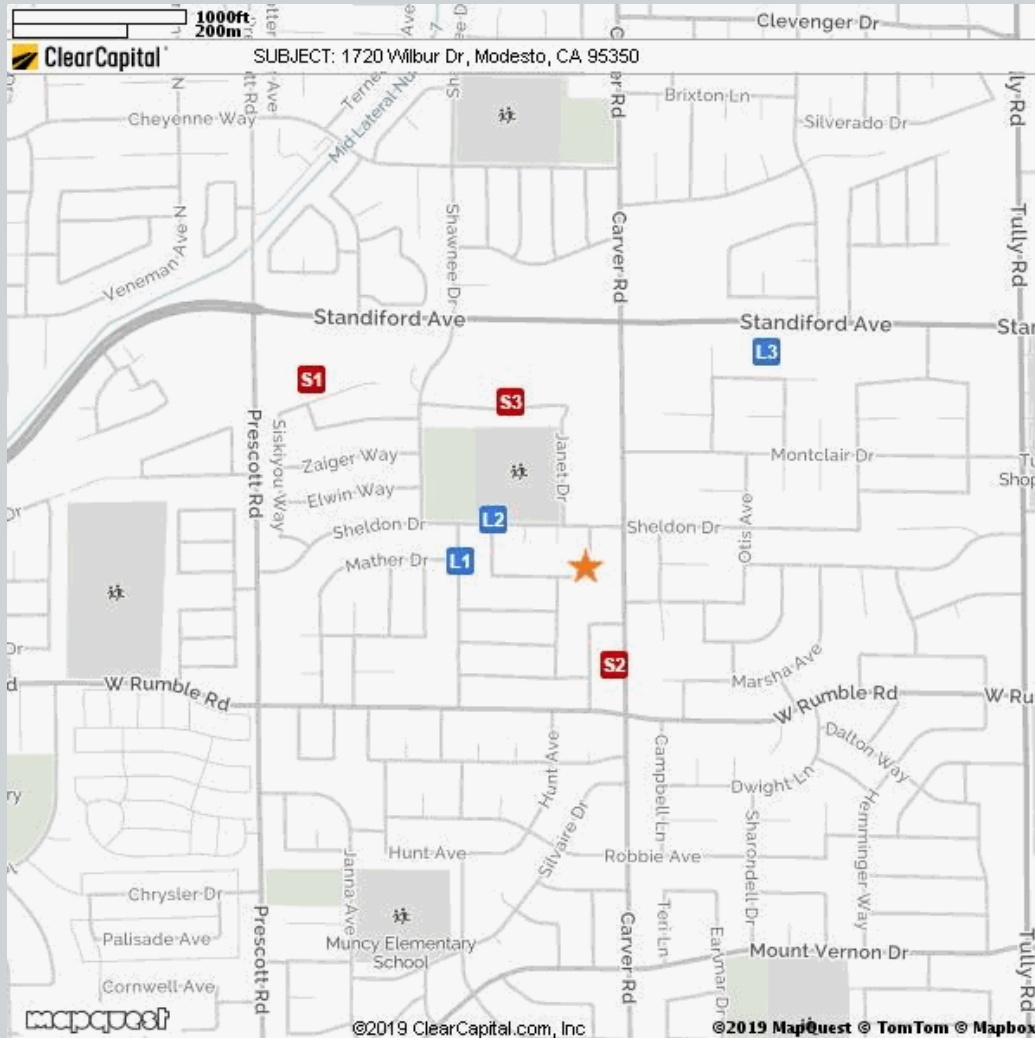 1000ft
200m
Clevenger Dr
ClearCapital
SUBJECT: 1720 Wilbur Dr, Modesto, CA 95350
Brixton Ln
Cheyenne Way
Silverado Dr
Mid Lateral
Carver Rd
Tully Rd
Shawnee Dr
Veneman Ave
Standiford Ave
Standiford Ave
L3
S1
S3
Prescott Rd
Siskiyou Way
Zaiger Way
Janet Dr
Montclair Dr
Elwin Way
Otis Ave
L2
Sheldon Dr
Sheldon Dr
Mather Dr
L1
S2
Marsha Ave
W Rumble Rd
W Rumble Rd
Dalton Way
Hunt Ave
Campbell Ln
Dwight Ln
Hemminger Way
Silvaire Dr
Sharondell Dr
Hunt Ave
Robbie Ave
Janna Ave
Chrysler Dr
Teri Ln
Prescott Rd
Carver Rd
Palisade Ave
Muncy Elementary
School
Earvmar Dr
Mount Vernon Dr
Tully Rd
Cornwell Ave
mapquest
©2019 ClearCapital.com, Inc
©2019 MapQuest © TomTom © Mapbox